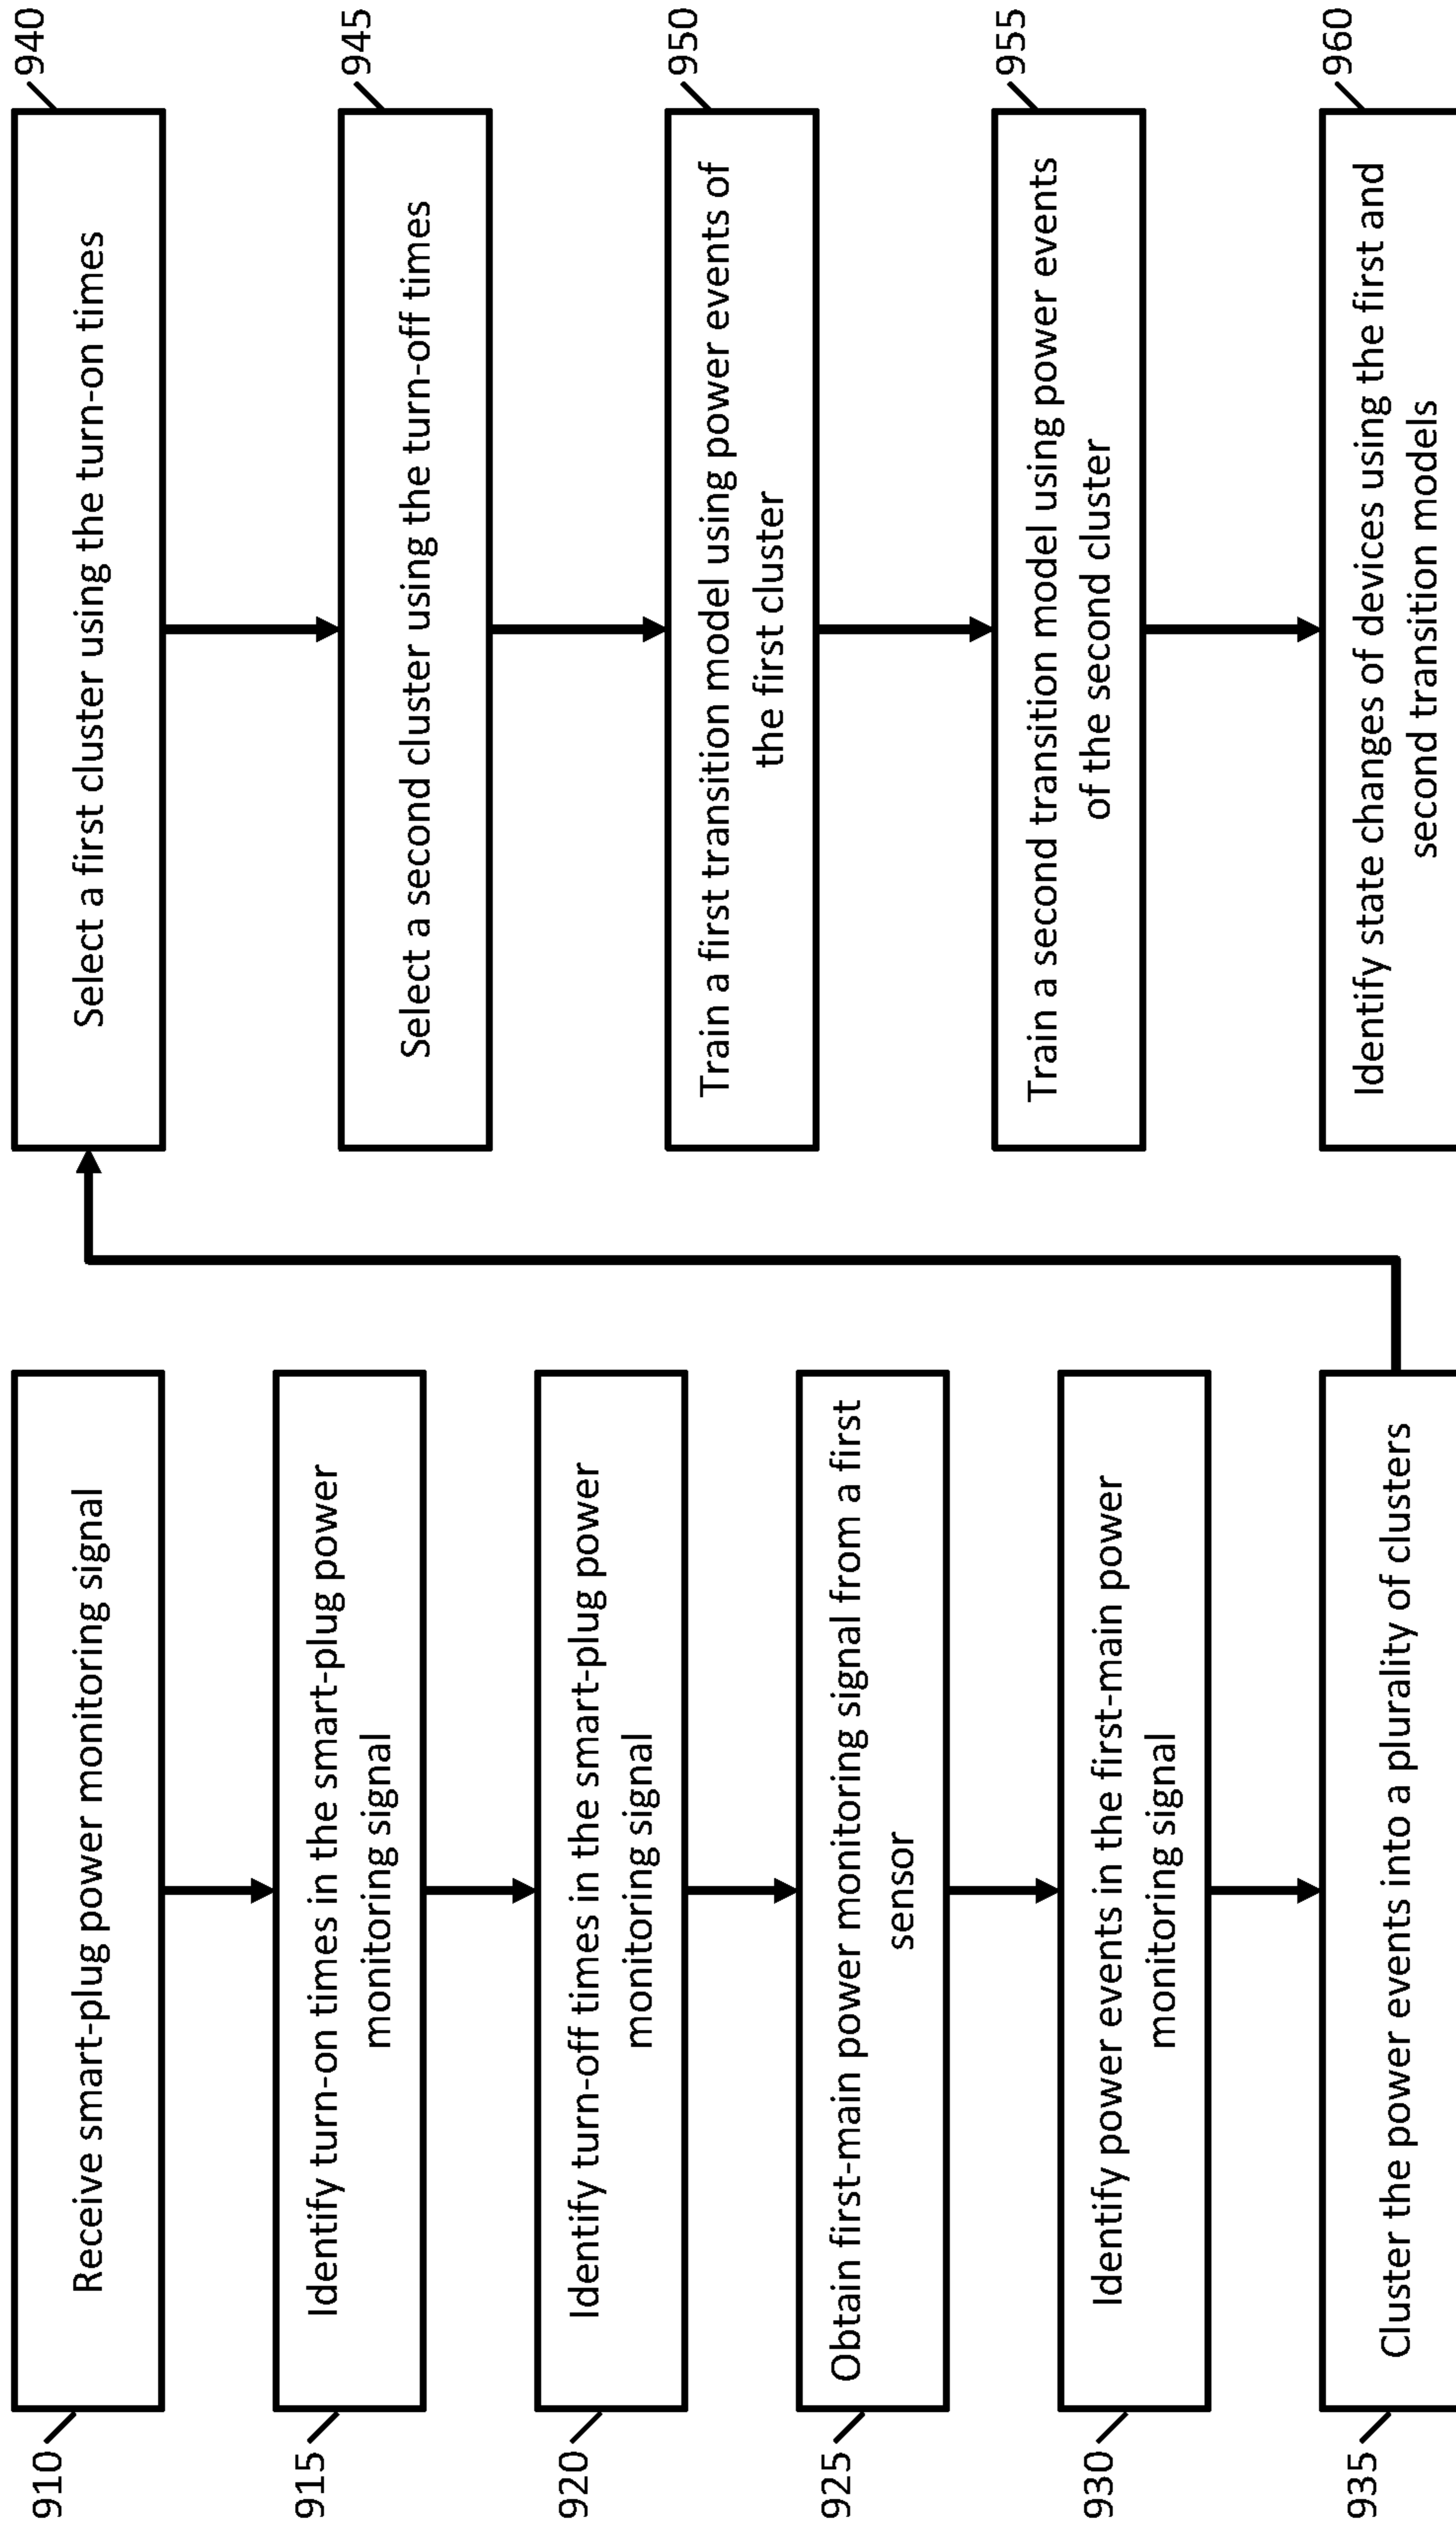 910
Receive smart-plug power monitoring signal
915
Identify turn-on times in the smart-plug power
monitoring signal
920
Identify turn-off times in the smart-plug power
monitoring signal
925
Obtain first-main power monitoring signal from a first
sensor
930
Identify power events in the first-main power
monitoring signal
935
Cluster the power events into a plurality of clusters
940
Select a first cluster using the turn-on times
945
Select a second cluster using the turn-off times
950
Train a first transition model using power events of
the first cluster
955
Train a second transition model using power events
of the second cluster
960
Identify state changes of devices using the first and
second transition models